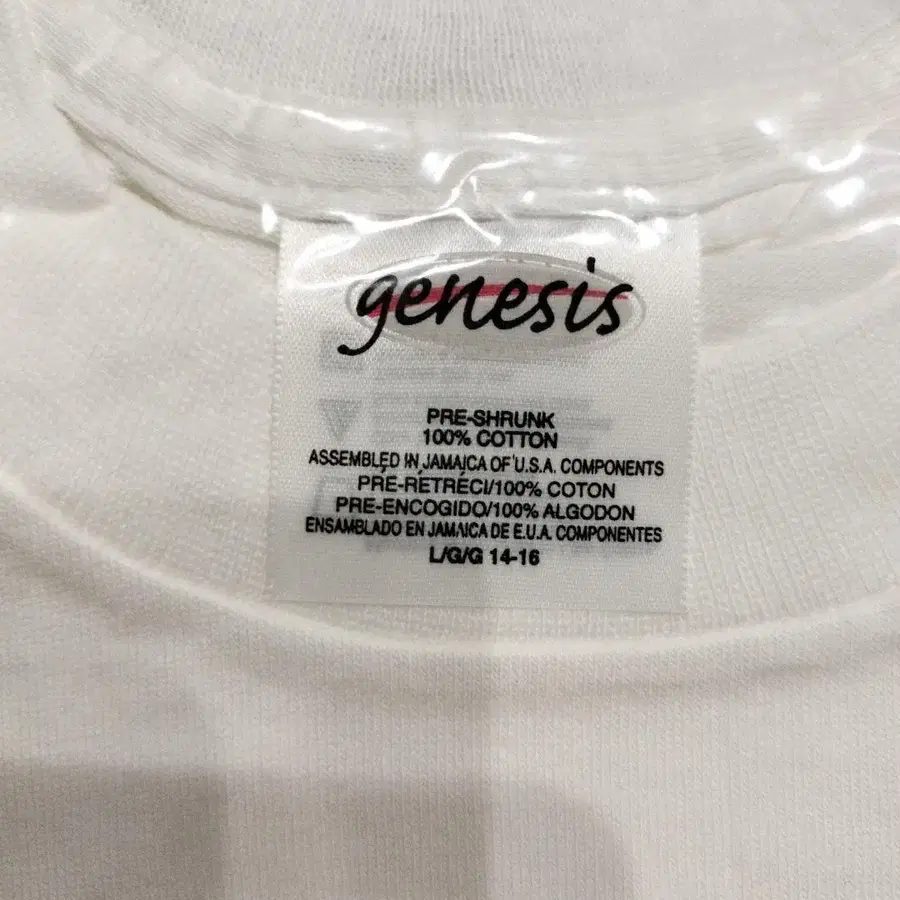 genesis
PRE-SHRUNK
100% COTTON
ASSEMBLED IN JAMAICA OF U.S.A. COMPONENTS
PRE-RETRÉCI/100% COTON
PRE-ENCOGIDO/100% ALGODON
ENSAMBLADO EN JAMAICA DE E.U.A. COMPONENTES
L/G/G 14-16